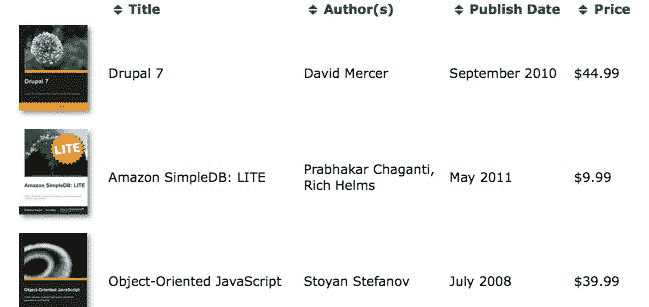 Title Author(s) Publish Date Price
Drupal 7
Drupal 7 David Mercer September 2010 $44.99
LITE
Amazon SimpleDB: LITE
Amazon SimpleDB: LITE Prabhakar Chaganti, May 2011 $9.99
Rich Helms
Object-Oriented JavaScript
Object-Oriented JavaScript Stoyan Stefanov July 2008 $39.99